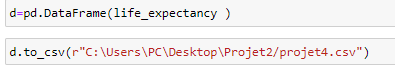 d=pd.DataFrame(life_expectancy )
d.to_csv(r"C:\Users\PC\Desktop\Projet2/projet4.csv")